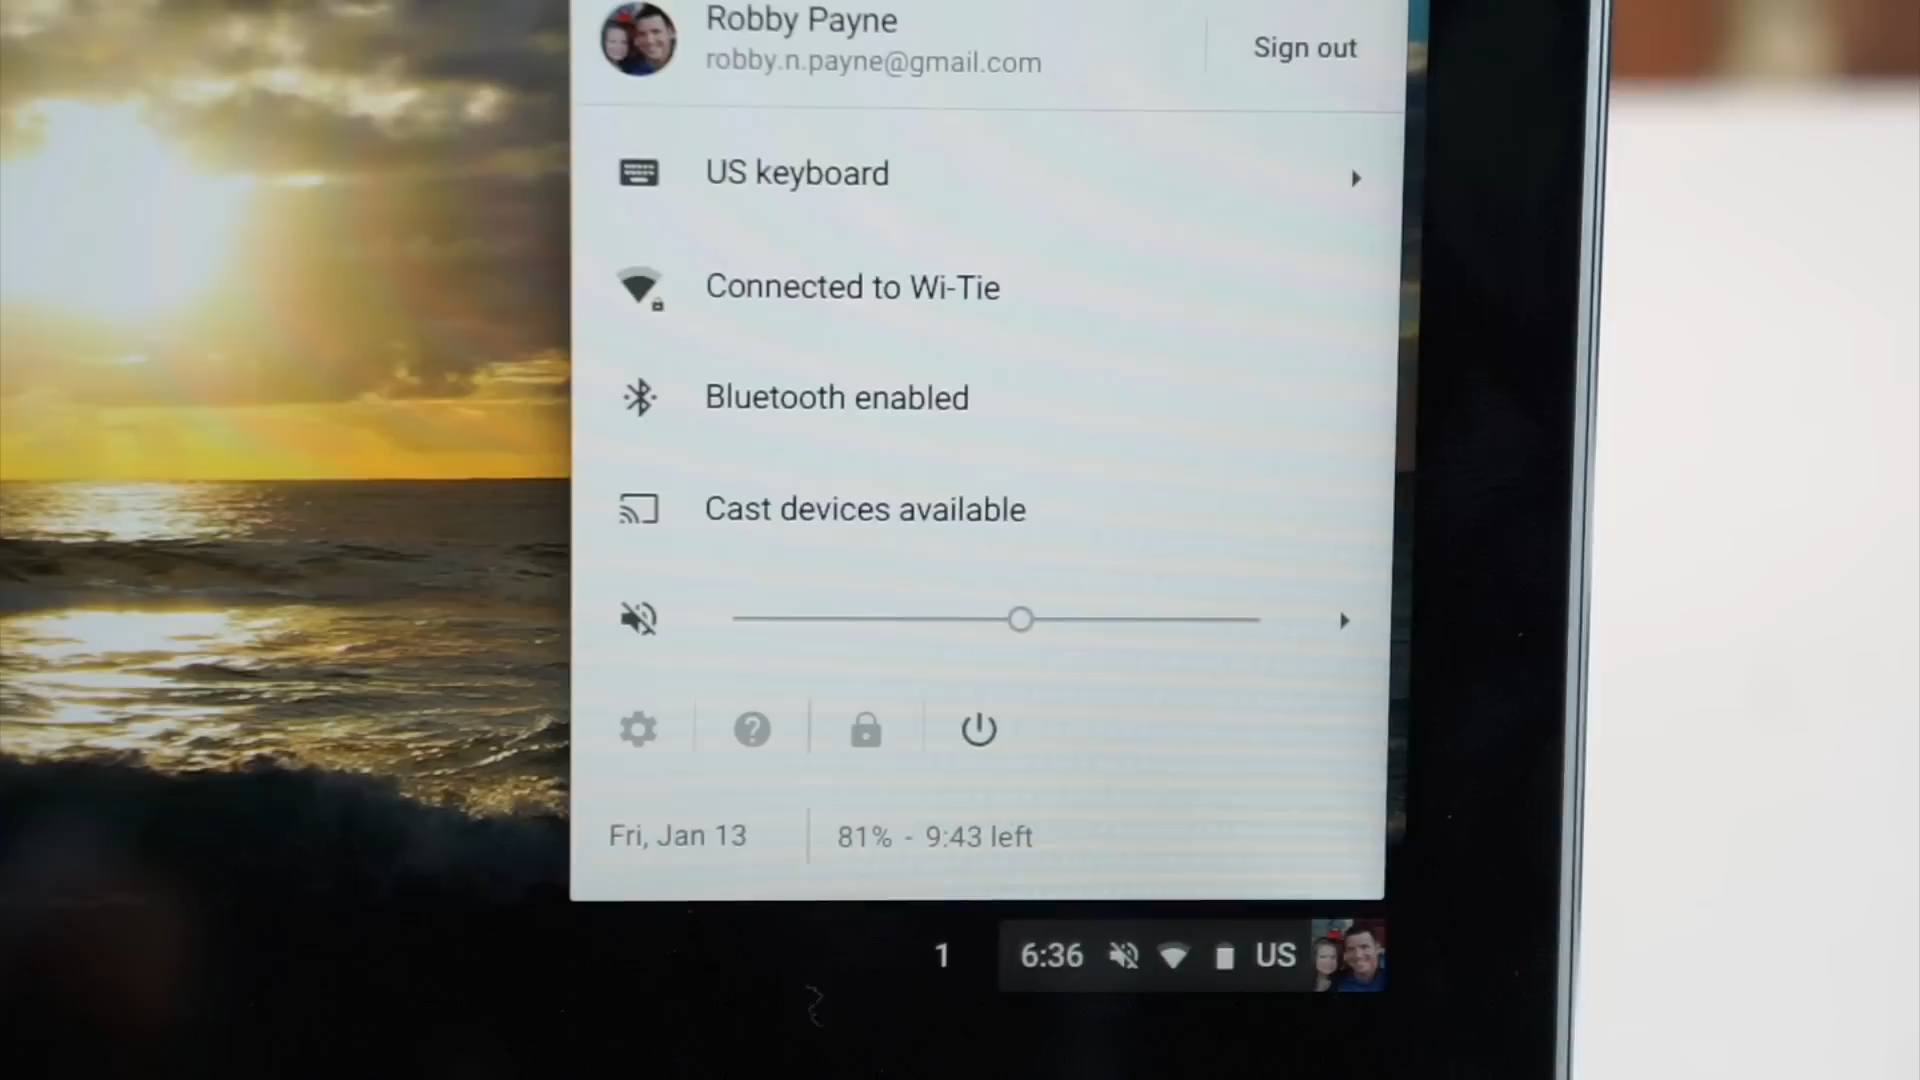 Robby Payne
robby.n.payne@gmail.com
Sign out
US keyboard
Connected to Wi-Tie
Bluetooth enabled
Cast devices available
Fri, Jan 13
81% - 9:43 left
1
6:36
US